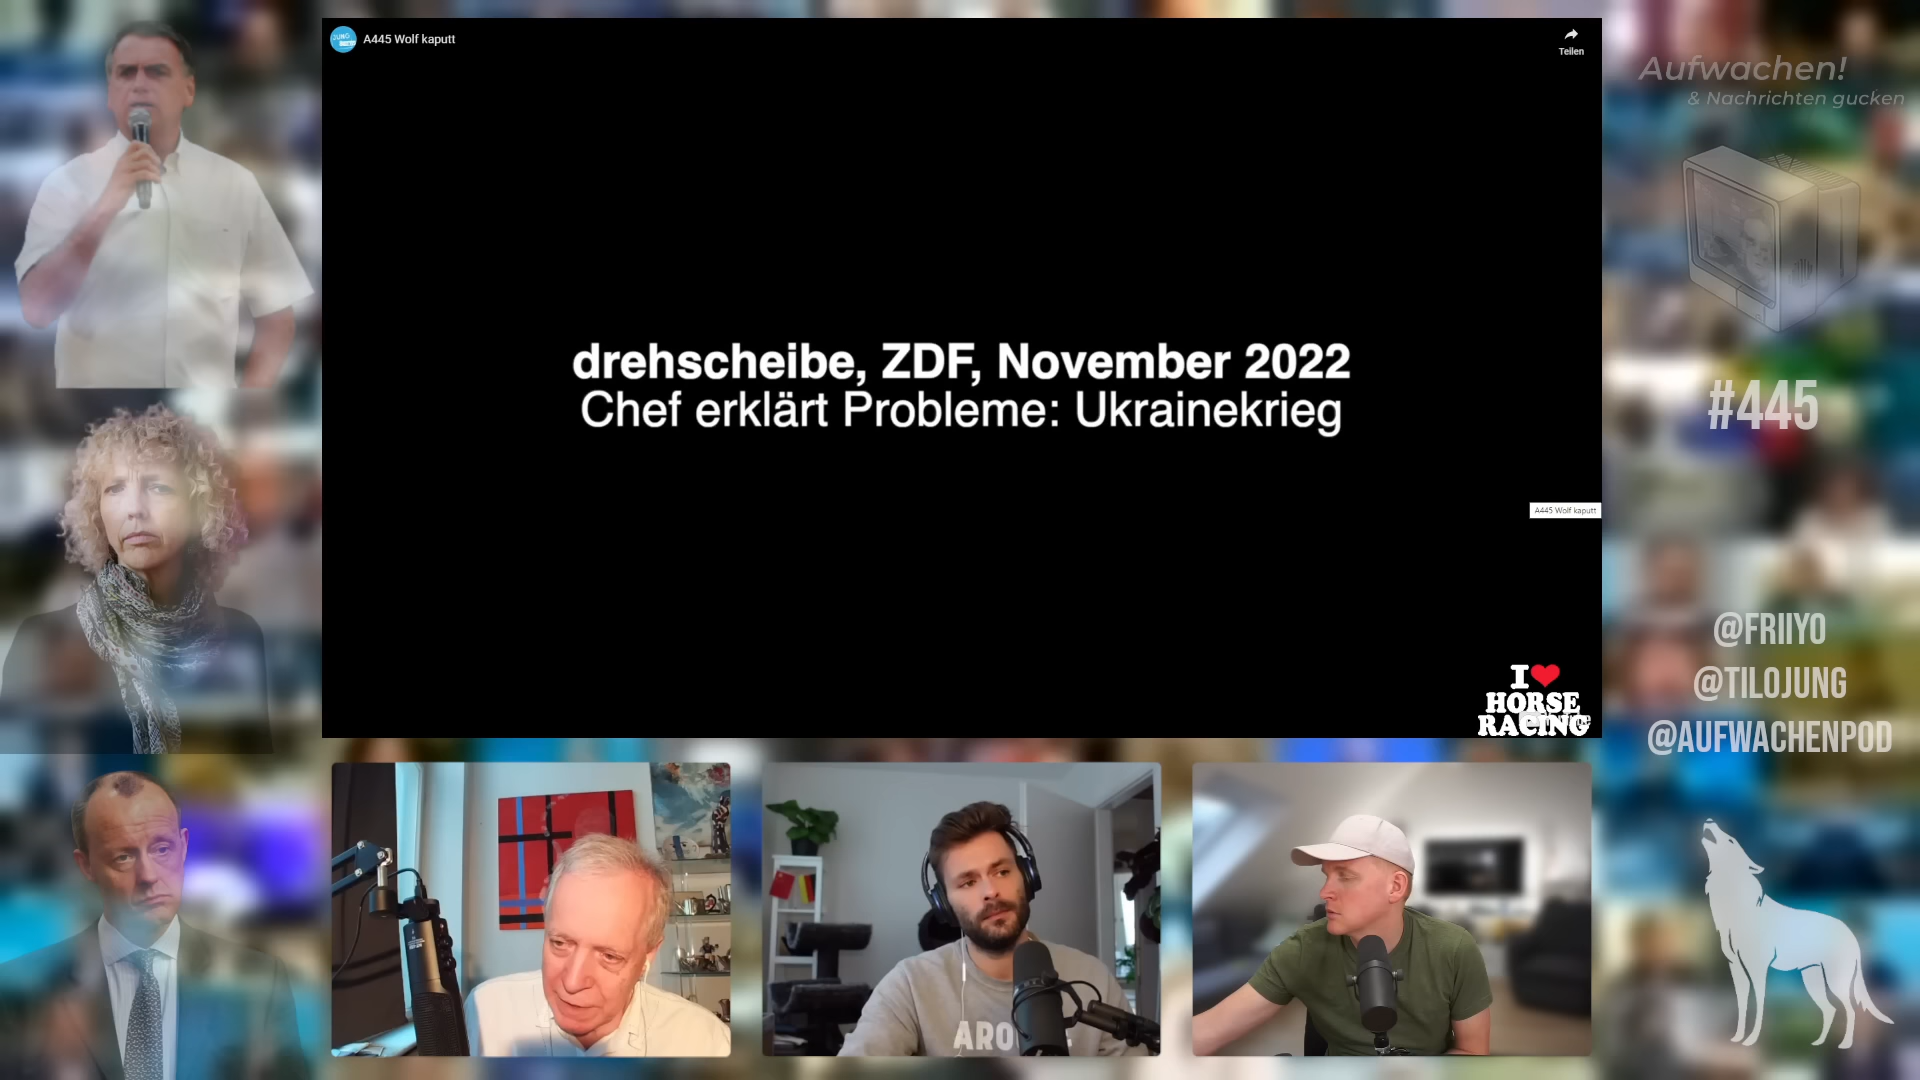 A445 Wolf kaputt
Teilen
Aufwachen!
& Nachrichten gucken
drehscheibe, ZDF, November 2022
Chef erklärt Probleme: Ukrainekrieg
#445
A445 Wolf kaputt
@FRIIYO
@TILOJUNG
@AUFWACHENPOD
I
HORSE
RACING
ARO